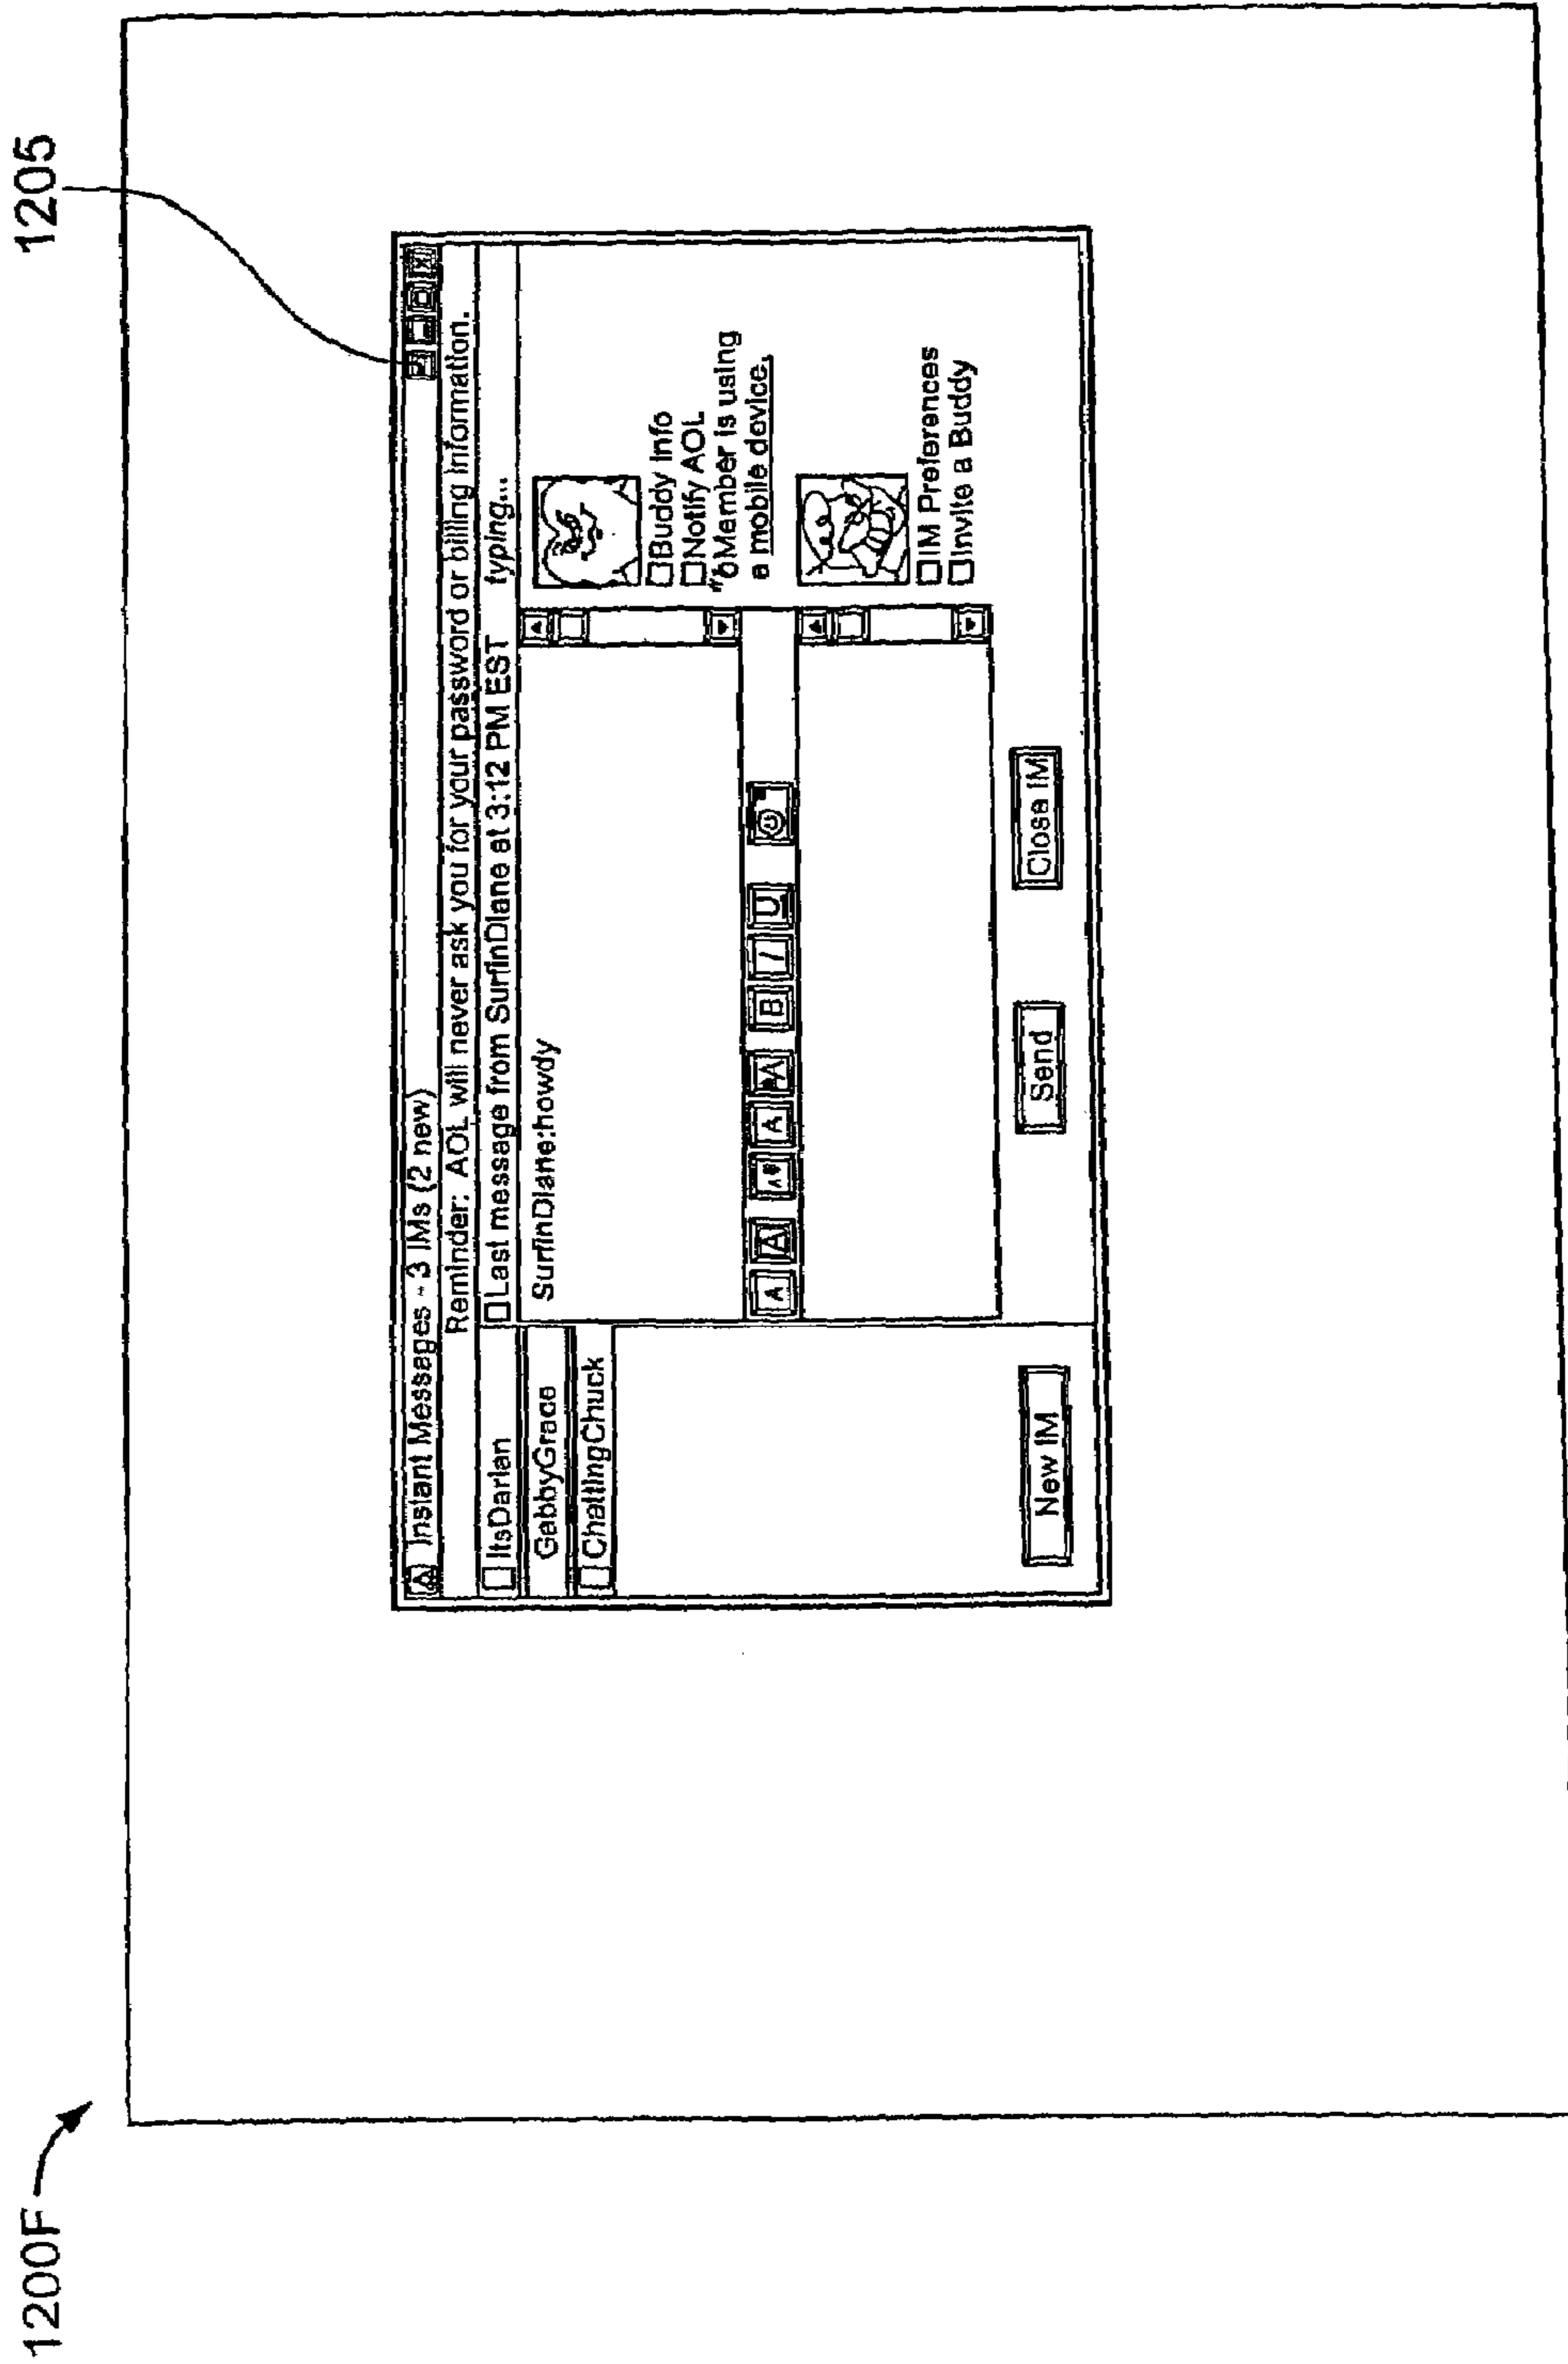 1200F
1205
Instant Messages - 3 IMs (2 new)
Reminder: AOL will never ask you for your password or billing information.
Last message from SurfinDiane at 3:12 PM EST typing...
ItsDarian
GabbyGrace
ChattingChuck
SurfinDiane:howdy
Buddy Info
Notify AOL
Member is using
a mobile device.
A A A A A B I U
IM Preferences
Invite a Buddy
New IM
Send
Close IM